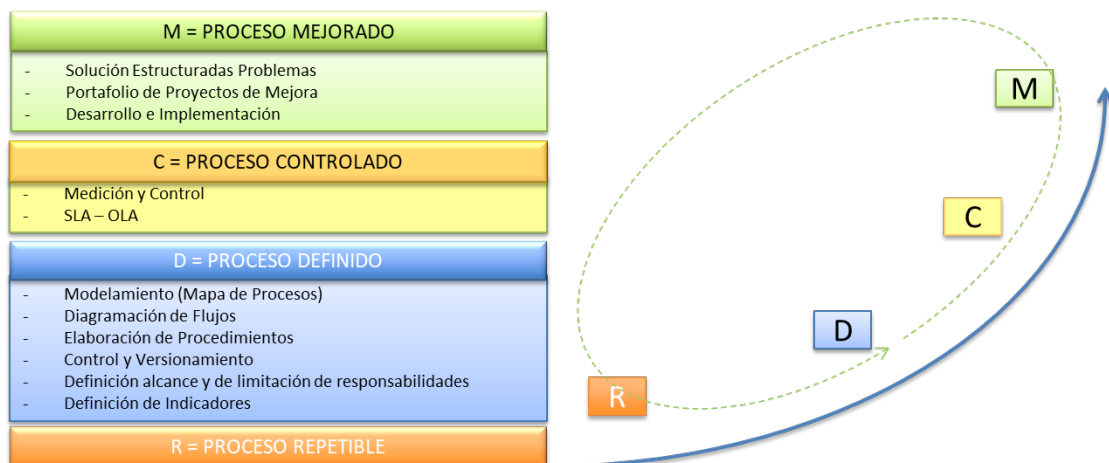 M = PROCESO MEJORADO
- Solución Estructuradas Problemas
- Portafolio de Proyectos de Mejora
- Desarrollo e Implementación
C = PROCESO CONTROLADO
- Medición y Control
- SLA – OLA
D = PROCESO DEFINIDO
- Modelamiento (Mapa de Procesos)
- Diagramación de Flujos
- Elaboración de Procedimientos
- Control y Versionamiento
- Definición alcance y de limitación de responsabilidades
- Definición de Indicadores
R = PROCESO REPETIBLE
M
C
D
R